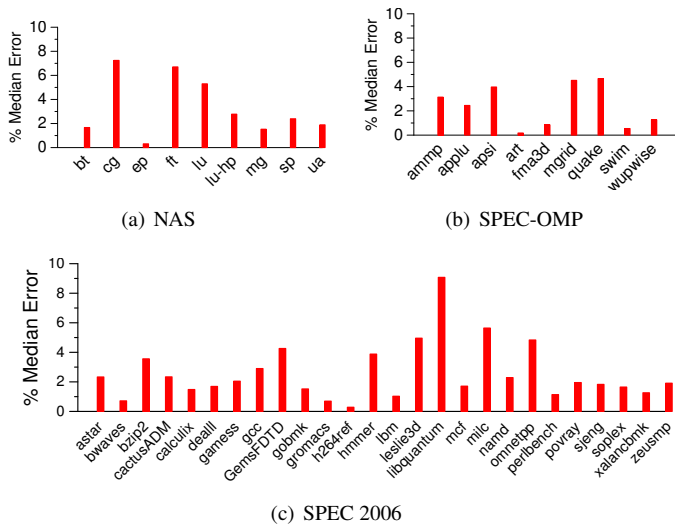 % Median Error
10
8
6
4
2
0
bt
cg
ep
ft
lu
lu-hp
mg
sp
ua
(a) NAS
% Median Error
10
8
6
4
2
0
ammp
applu
apsi
art
fma3d
mgrid
quake
swim
wupwise
(b) SPEC-OMP
% Median Error
10
8
6
4
2
0
astar
bwaves
bzip2
cactusADM
calculix
dealII
gamess
gcc
GemsFDTD
gobmk
gromacs
h264ref
hmmer
lbm
leslie3d
libquantum
mcf
milc
namd
omnetpp
perlbench
povray
sjeng
soplex
xalancbmk
zeusmp
(c) SPEC 2006